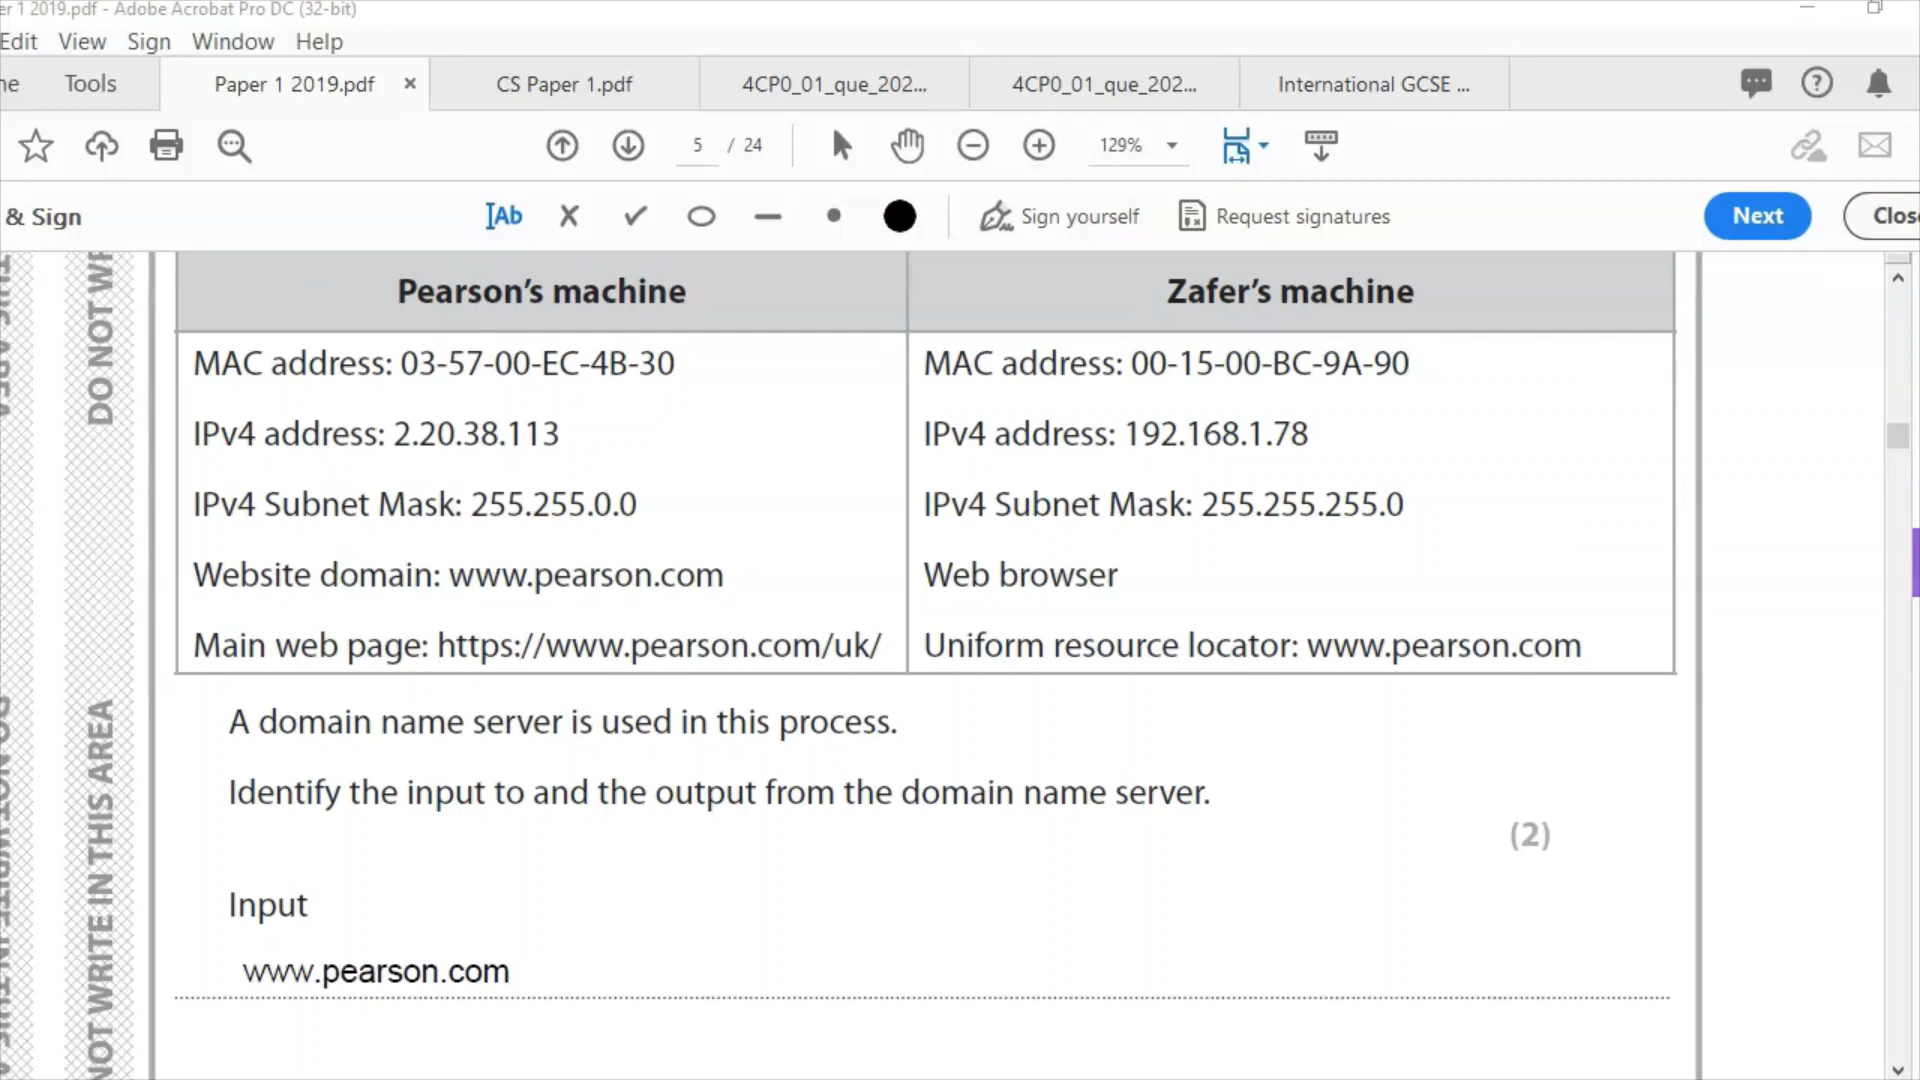 er 1 2019.pdf - Adobe Acrobat Pro DC (32-bit)
Edit View Sign Window Help
me Tools Paper 1 2019.pdf × CS Paper 1.pdf 4CP0_01_que_202... 4CP0_01_que_202... International GCSE ...
5 / 24 129%
& Sign Ab Sign yourself Request signatures Next Close
DO NOT WR
Pearson's machine Zafer's machine
MAC address: 03-57-00-EC-4B-30 MAC address: 00-15-00-BC-9A-90
IPv4 address: 2.20.38.113 IPv4 address: 192.168.1.78
IPv4 Subnet Mask: 255.255.0.0 IPv4 Subnet Mask: 255.255.255.0
Website domain: www.pearson.com Web browser
Main web page: https://www.pearson.com/uk/ Uniform resource locator: www.pearson.com
A domain name server is used in this process.
Identify the input to and the output from the domain name server.
(2)
Input
www.pearson.com
NOT WRITE IN THIS AREA